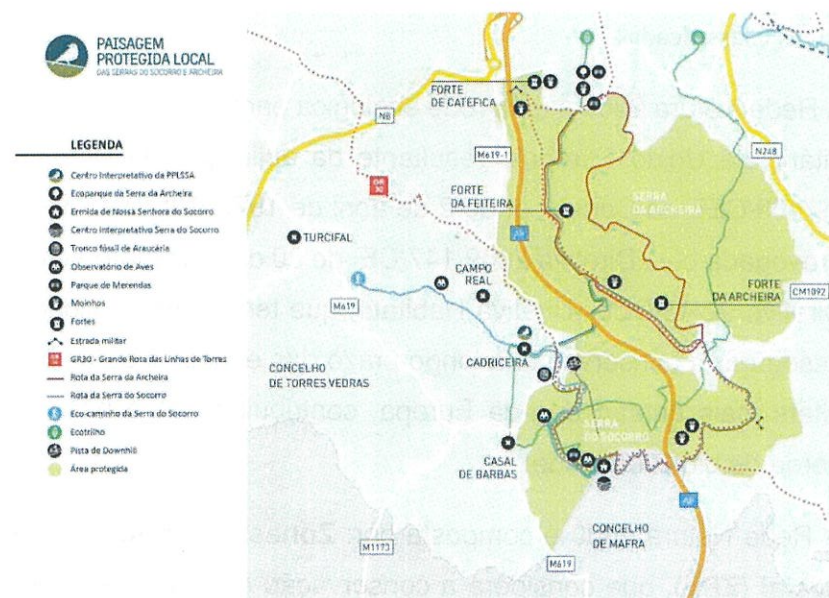 PAISAGEM
PROTEGIDA LOCAL
DAS SERRAS DO SOCORRO E ARCHEIRA
LEGENDA
Centro Interpretativo da PPLSSA
Ecoparque da Serra da Archeira
Ermida de Nossa Senhora do Socorro
Centro Interpretativo Serra do Socorro
Tronco fóssil de Araucária
Observatório de Aves
Parque de Merendas
Moinhos
Fortes
Estrada militar
GR30 - Grande Rota das Linhas de Torres
Rota da Serra da Archeira
Rota da Serra do Socorro
Eco-caminho da Serra do Socorro
Ecotrilho
Pista de Downhill
Área protegida
FORTE
DE CATEFICA
N8
M619-1
N248
GR
30
FORTE
DA FEITEIRA
SERRA
DA ARCHEIRA
TURCIFAL
A8
CAMPO
REAL
M619
FORTE
DA ARCHEIRA
CM1092
CADRICEIRA
CONCELHO
DE TORRES VEDRAS
SERRA
DO SOCORRO
CASAL
DE BARBAS
A8
CONCELHO
DE MAFRA
M1173
M619